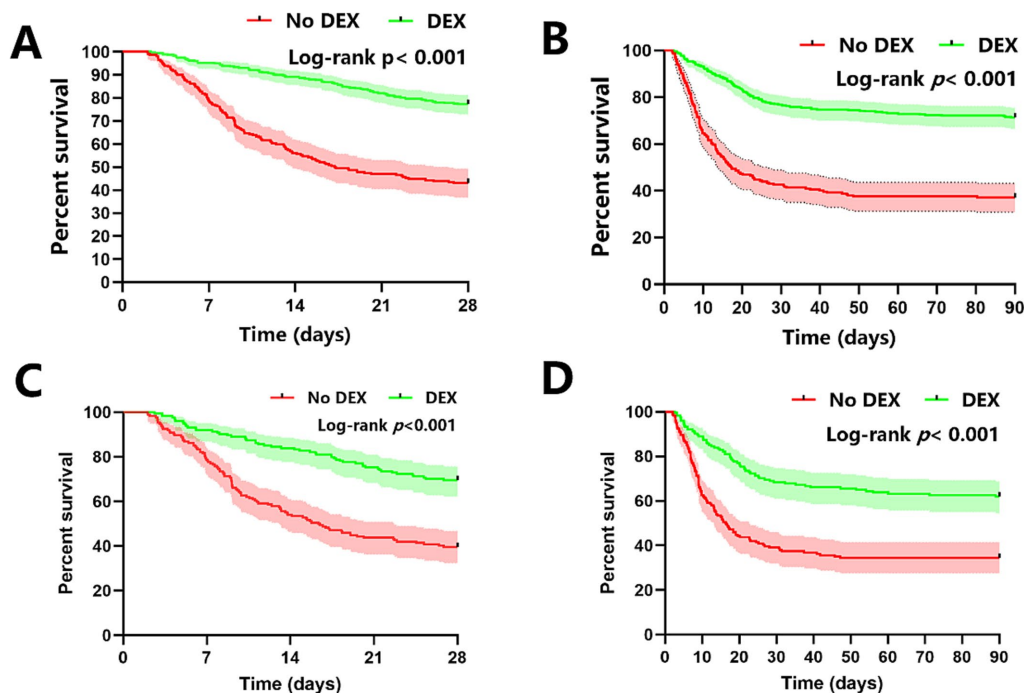 A
No DEX DEX
Log-rank p< 0.001
Percent survival
100
90
80
70
60
50
40
30
20
10
0
0 7 14 21 28
Time (days)
B
No DEX DEX
Log-rank p< 0.001
Percent survival
100
80
60
40
20
0
0 10 20 30 40 50 60 70 80 90
Time (days)
C
No DEX DEX
Log-rank p<0.001
Percent survival
100
80
60
40
20
0
0 7 14 21 28
Time (days)
D
No DEX DEX
Log-rank p< 0.001
Percent survival
100
80
60
40
20
0
0 10 20 30 40 50 60 70 80 90
Time (days)